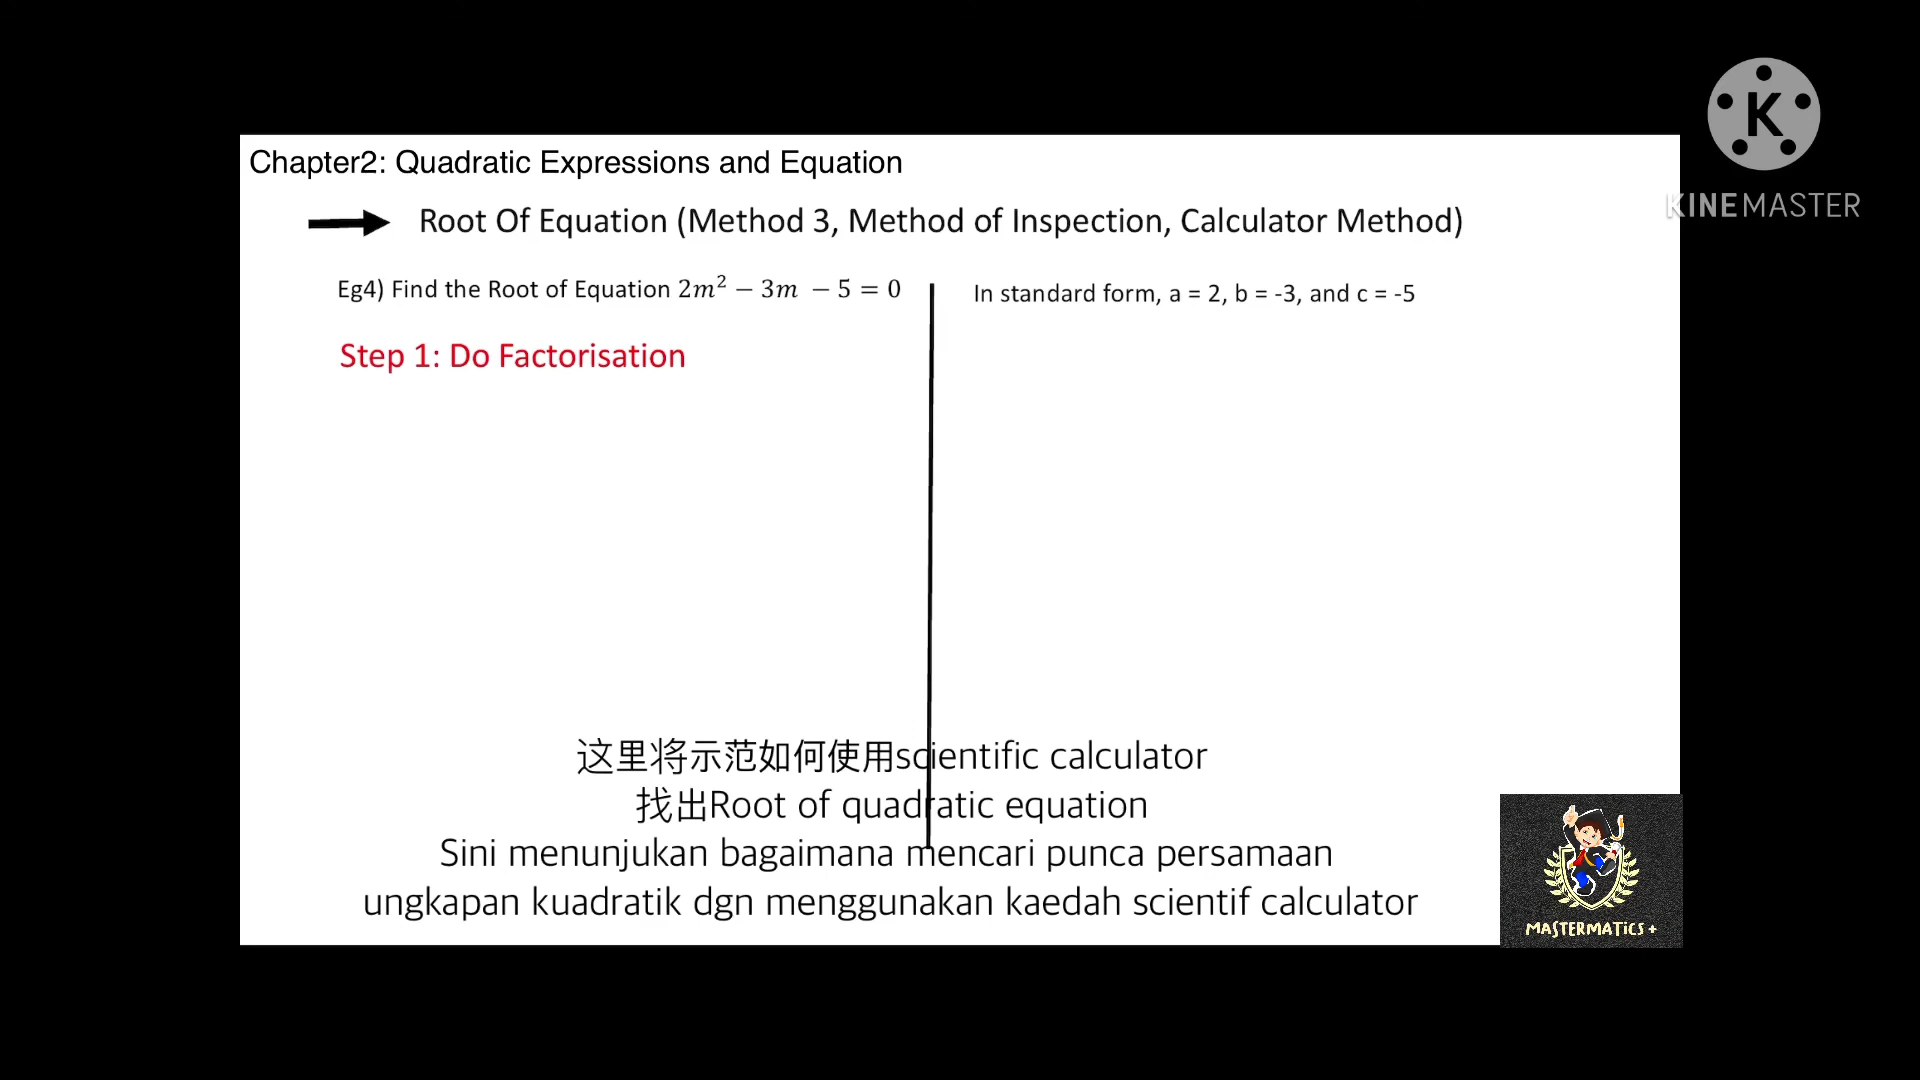 K
KINEMASTER
Chapter2: Quadratic Expressions and Equation
Root Of Equation (Method 3, Method of Inspection, Calculator Method)
Eg4) Find the Root of Equation 2m² − 3m − 5 = 0
In standard form, a = 2, b = -3, and c = -5
Step 1: Do Factorisation
这里将示范如何使用scientific calculator
找出Root of quadratic equation
Sini menunjukan bagaimana mencari punca persamaan
ungkapan kuadratik dgn menggunakan kaedah scientif calculator
MASTERMATiCS +